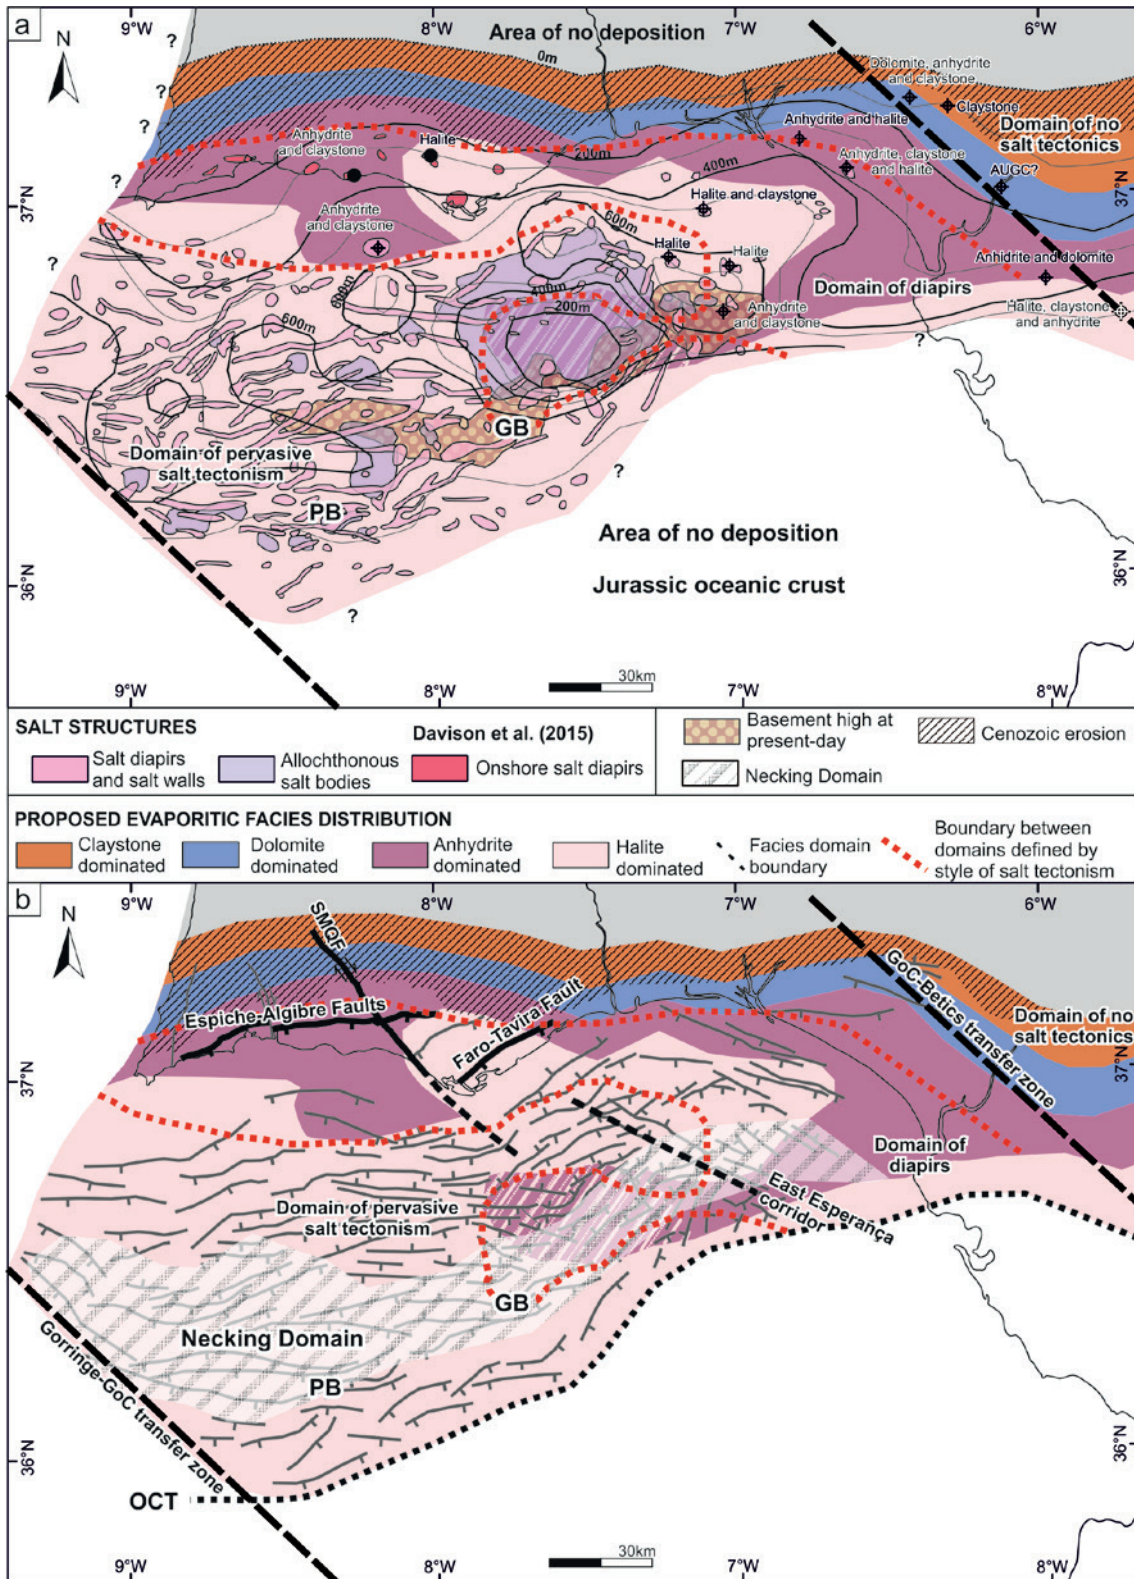 a
9°W
8°W
7°W
6°W
N
Area of no deposition
0m
?
?
?
?
?
?
Dolomite, anhydrite
and claystone
Claystone
Domain of no
salt tectonics
Anhydrite and halite
Anhydrite
and claystone
Halite
200m
400m
Anhydrite, claystone
and halite
AUGC?
37°N
37°N
Halite and claystone
Anhydrite
and claystone
600m
Halite
Halite
Anhidrite and dolomite
Domain of diapirs
600m
400m
200m
Anhydrite
and claystone
Halite, claystone
and anhydrite
600m
?
GB
Domain of pervasive
salt tectonism
?
PB
Area of no deposition
Jurassic oceanic crust
36°N
36°N
?
30km
9°W
8°W
7°W
6°W
SALT STRUCTURES
Davison et al. (2015)
Salt diapirs
and salt walls
Allochthonous
salt bodies
Onshore salt diapirs
Basement high at
present-day
Cenozoic erosion
Necking Domain
PROPOSED EVAPORITIC FACIES DISTRIBUTION
Claystone
dominated
Dolomite
dominated
Anhydrite
dominated
Halite
dominated
Facies domain
boundary
Boundary between
domains defined by
style of salt tectonism
b
9°W
8°W
7°W
6°W
N
SMQF
Espiche-Algibre Faults
Faro-Tavira Fault
GoC-Betics transfer zone
Domain of no
salt tectonics
37°N
37°N
Domain of
diapirs
East Esperança
corridor
Domain of pervasive
salt tectonism
GB
Necking Domain
PB
Gorringe-GoC transfer zone
36°N
36°N
OCT
30km
9°W
8°W
7°W
6°W